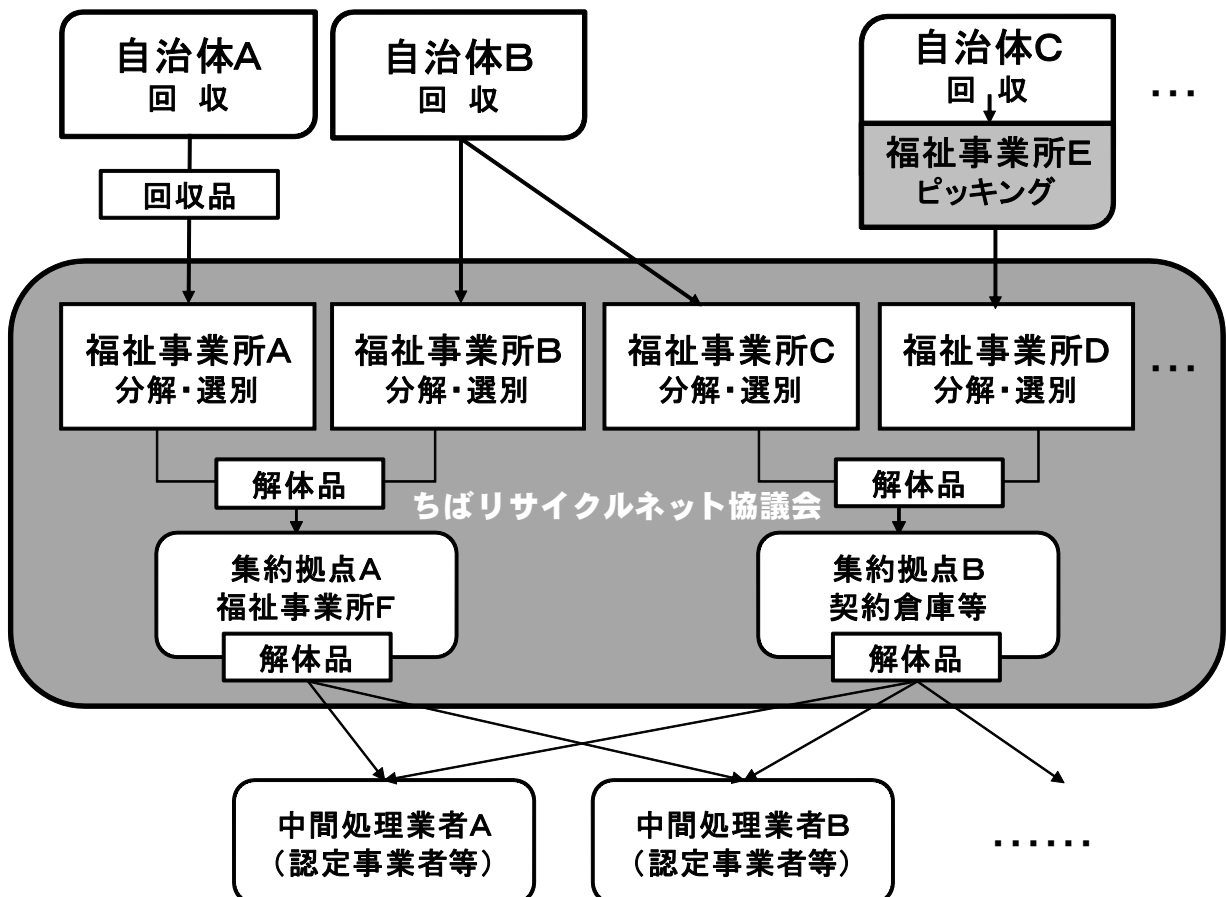 自治体A
回 収
自治体B
回 収
自治体C
回 収
・・・
福祉事業所E
ピッキング
回収品
福祉事業所A
分解・選別
福祉事業所B
分解・選別
福祉事業所C
分解・選別
福祉事業所D
分解・選別
・・・
解体品
解体品
ちばリサイクルネット協議会
集約拠点A
福祉事業所F
解体品
集約拠点B
契約倉庫等
解体品
中間処理業者A
（認定事業者等）
中間処理業者B
（認定事業者等）
・・・・・・